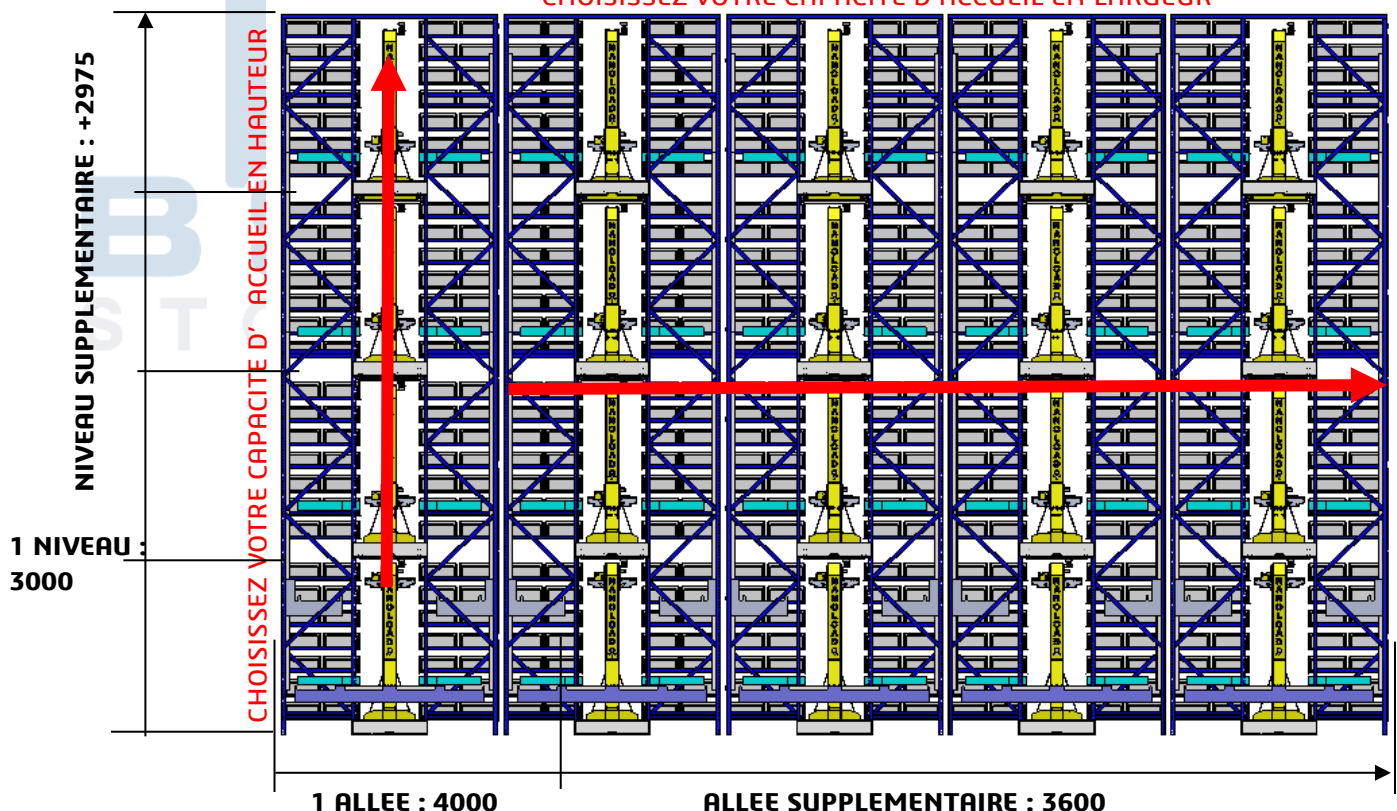 CHOISISSEZ VOTRE CAPACITE D'ACCUEIL EN LARGEUR
NIVEAU SUPPLEMENTAIRE : +2975
CHOISISSEZ VOTRE CAPACITE D' ACCUEIL EN HAUTEUR
1 NIVEAU :
3000
1 ALLEE : 4000
ALLEE SUPPLEMENTAIRE : 3600